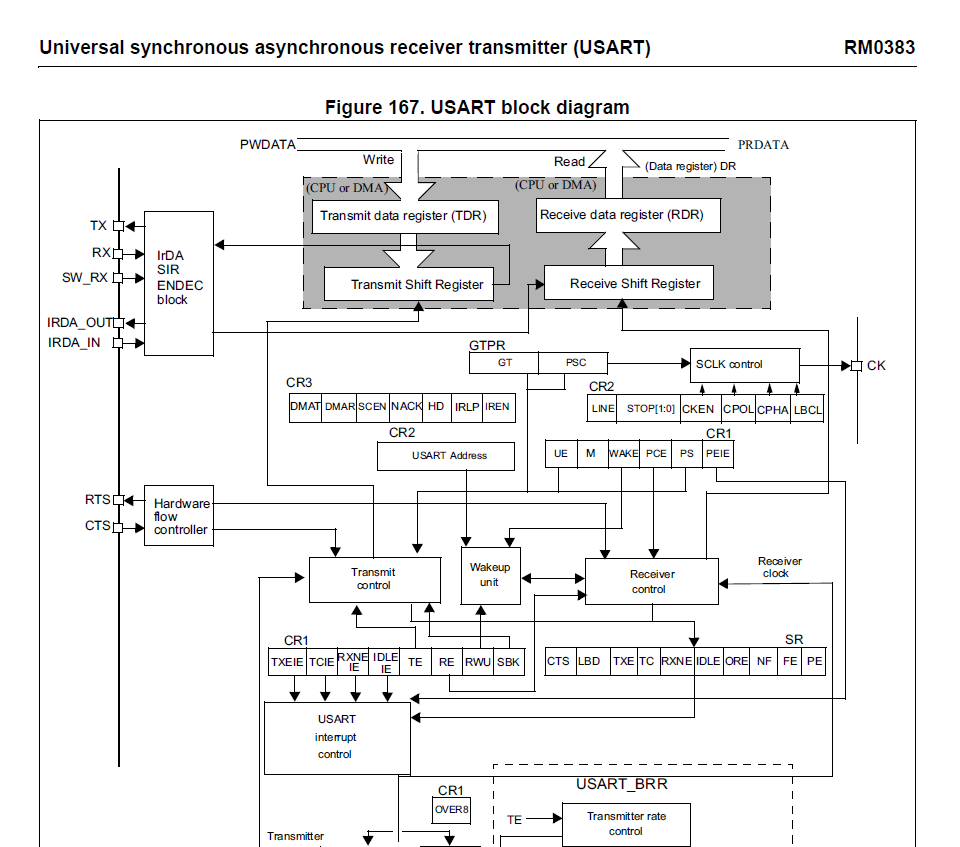 Universal synchronous asynchronous receiver transmitter (USART) RM0383
Figure 167. USART block diagram
PWDATA PRDATA
Write Read (Data register) DR
(CPU or DMA) (CPU or DMA)
Transmit data register (TDR) Receive data register (RDR)
TX
RX
SW_RX
IRDA_OUT
IRDA_IN
IrDA
SIR
ENDEC
block
Transmit Shift Register Receive Shift Register
GTPR
GT PSC
SCLK control
CK
CR3
DMAT DMAR SCEN NACK HD IRLP IREN
CR2
LINE STOP[1:0] CKEN CPOL CPHA LBCL
CR2
USART Address
CR1
UE M WAKE PCE PS PEIE
RTS
CTS
Hardware
flow
controller
Transmit
control
Wakeup
unit
Receiver
control
Receiver
clock
CR1
TXEIE TCIE RXNE IE IDLE IE TE RE RWU SBK
SR
CTS LBD TXE TC RXNE IDLE ORE NF FE PE
USART
interrupt
control
CR1
OVER8
USART_BRR
TE
Transmitter rate
control
Transmitter